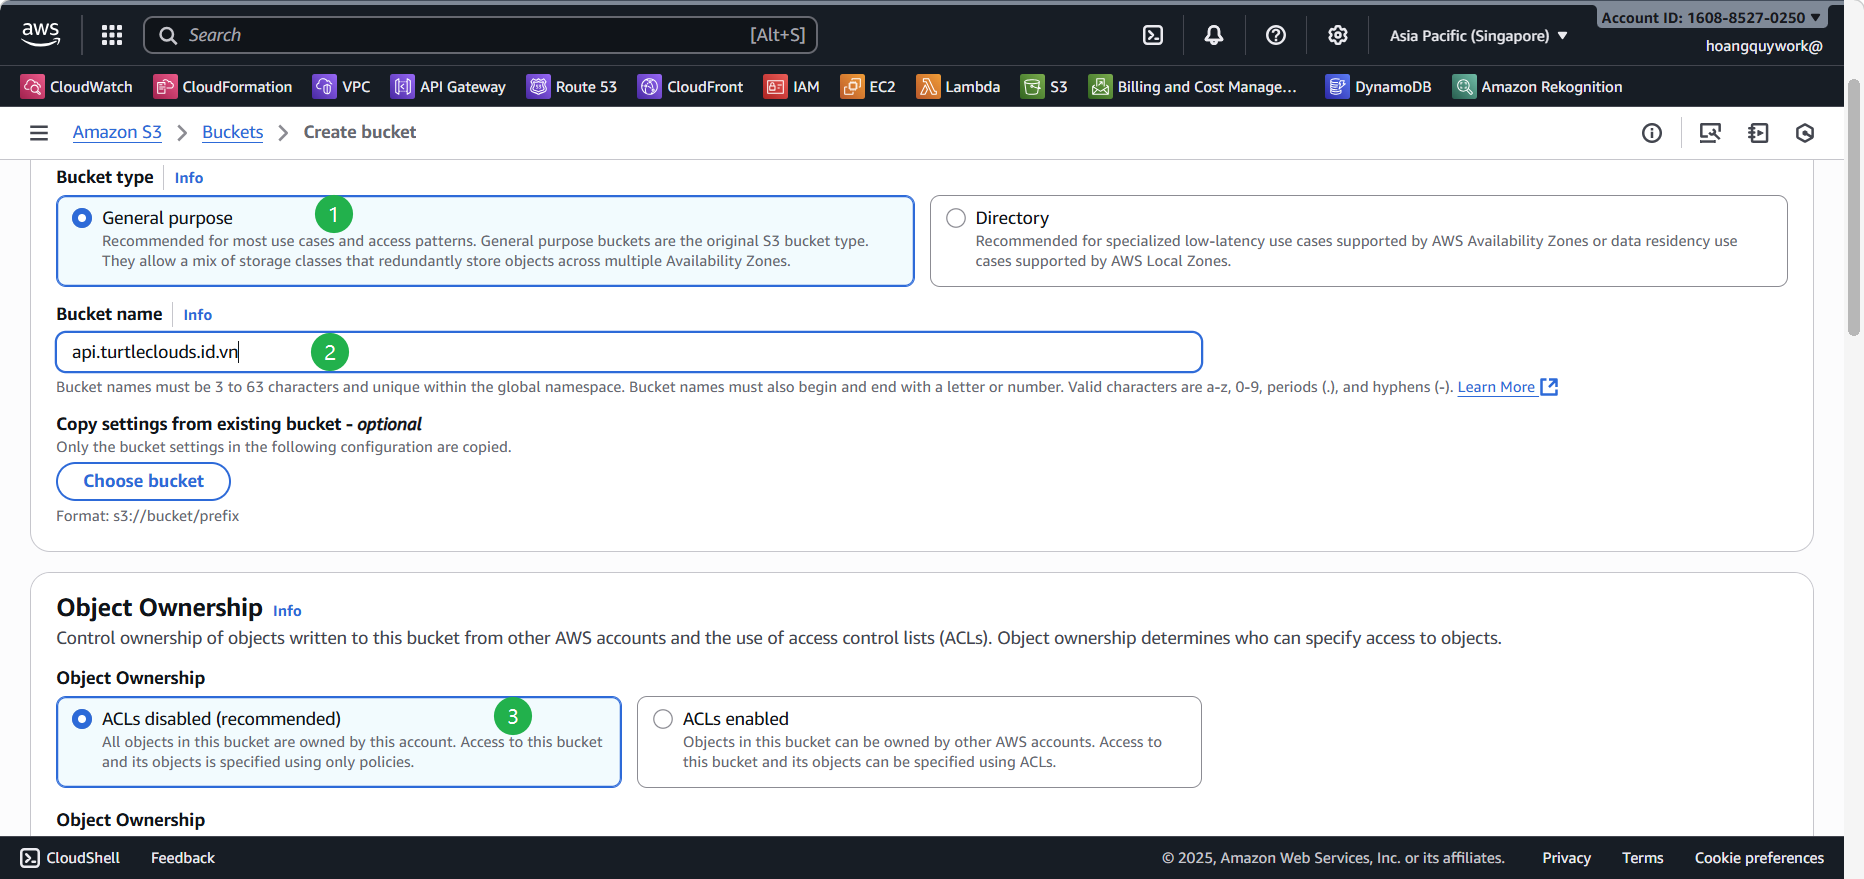 Account ID: 1608-8527-0250
aws
Search [Alt+S]
Asia Pacific (Singapore)
hoangquywork@
CloudWatch CloudFormation VPC API Gateway Route 53 CloudFront IAM EC2 Lambda S3 Billing and Cost Manage... DynamoDB Amazon Rekognition
Amazon S3 > Buckets > Create bucket
Bucket type Info
General purpose 1
Recommended for most use cases and access patterns. General purpose buckets are the original S3 bucket type.
They allow a mix of storage classes that redundantly store objects across multiple Availability Zones.
Directory
Recommended for specialized low-latency use cases supported by AWS Availability Zones or data residency use
cases supported by AWS Local Zones.
Bucket name Info
api.turtleclouds.id.vn 2
Bucket names must be 3 to 63 characters and unique within the global namespace. Bucket names must also begin and end with a letter or number. Valid characters are a-z, 0-9, periods (.), and hyphens (-). Learn More
Copy settings from existing bucket - optional
Only the bucket settings in the following configuration are copied.
Choose bucket
Format: s3://bucket/prefix
Object Ownership Info
Control ownership of objects written to this bucket from other AWS accounts and the use of access control lists (ACLs). Object ownership determines who can specify access to objects.
Object Ownership
ACLs disabled (recommended) 3
All objects in this bucket are owned by this account. Access to this bucket
and its objects is specified using only policies.
ACLs enabled
Objects in this bucket can be owned by other AWS accounts. Access to
this bucket and its objects can be specified using ACLs.
Object Ownership
CloudShell Feedback © 2025, Amazon Web Services, Inc. or its affiliates. Privacy Terms Cookie preferences